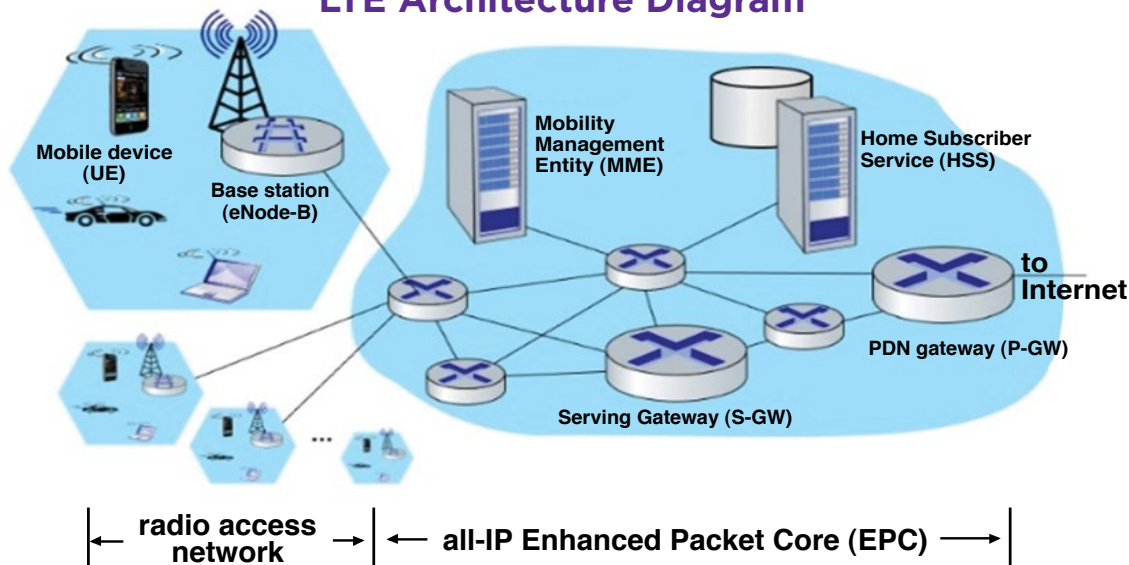 LTE Architecture Diagram
Mobile device
(UE)
Base station
(eNode-B)
Mobility
Management
Entity (MME)
Home Subscriber
Service (HSS)
to
Internet
PDN gateway (P-GW)
Serving Gateway (S-GW)
...
radio access
network
all-IP Enhanced Packet Core (EPC)